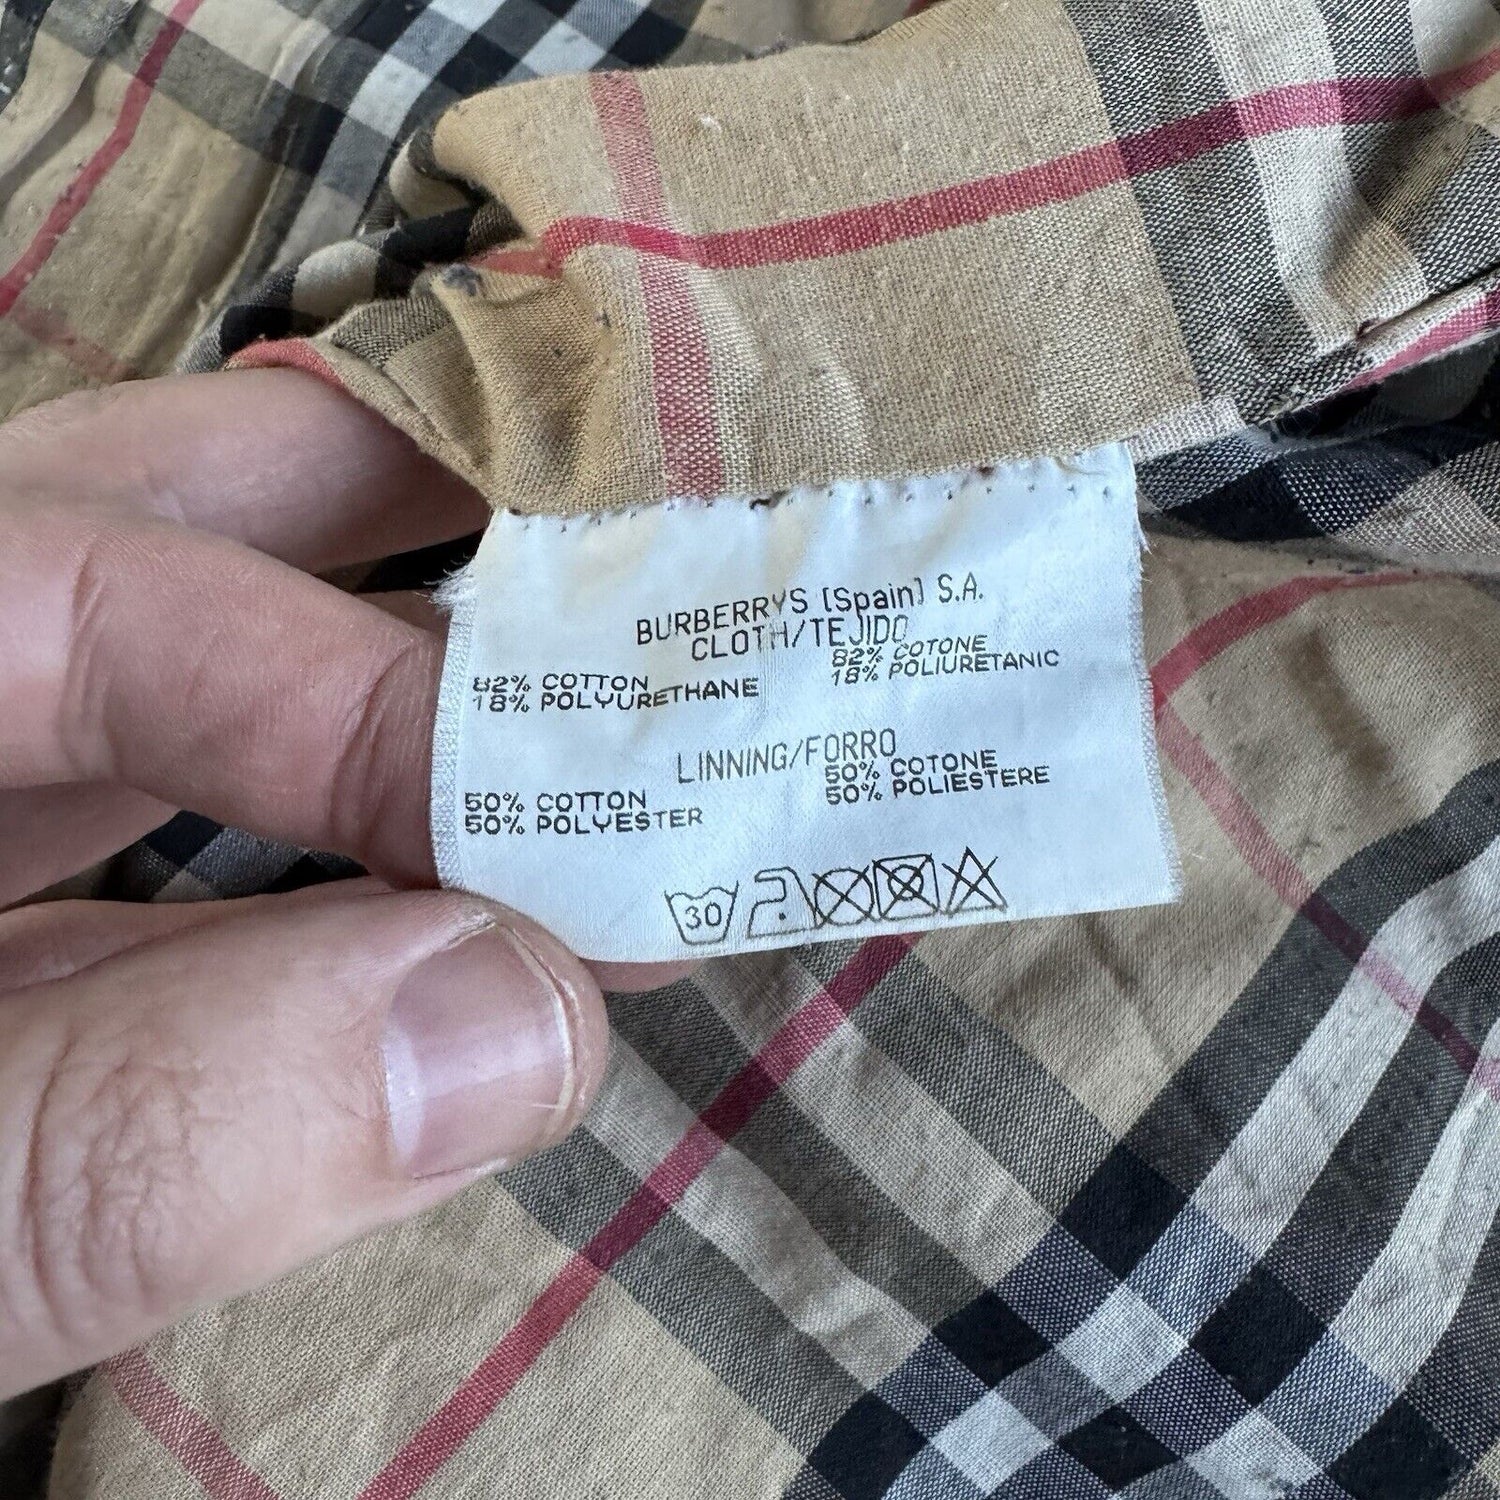 BURBERRYS (Spain) S.A.
CLOTH/TEJIDO
82% COTTON
18% POLYURETHANE
82% COTONE
18% POLIURETANIC
LINNING/FORRO
50% COTTON
50% POLYESTER
50% COTONE
50% POLIESTERE
30